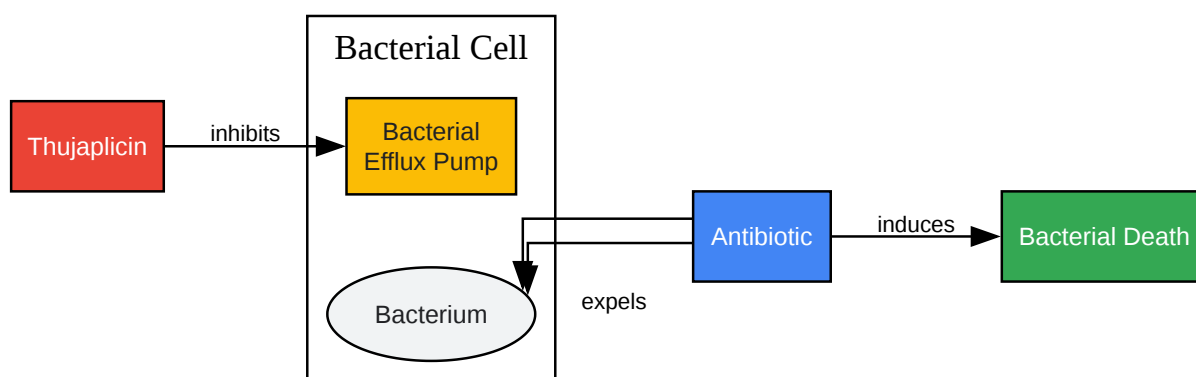 Bacterial Cell
Thujaplicin
inhibits
Bacterial
Efflux Pump
Antibiotic
induces
Bacterial Death
expels
Bacterium